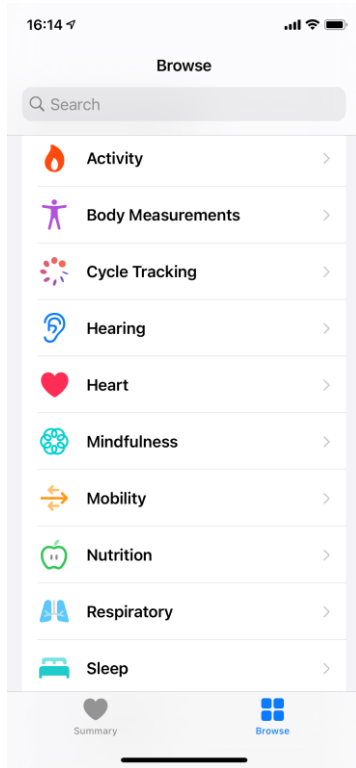 16:14
Browse
Search
Activity
Body Measurements
Cycle Tracking
Hearing
Heart
Mindfulness
Mobility
Nutrition
Respiratory
Sleep
Summary
Browse